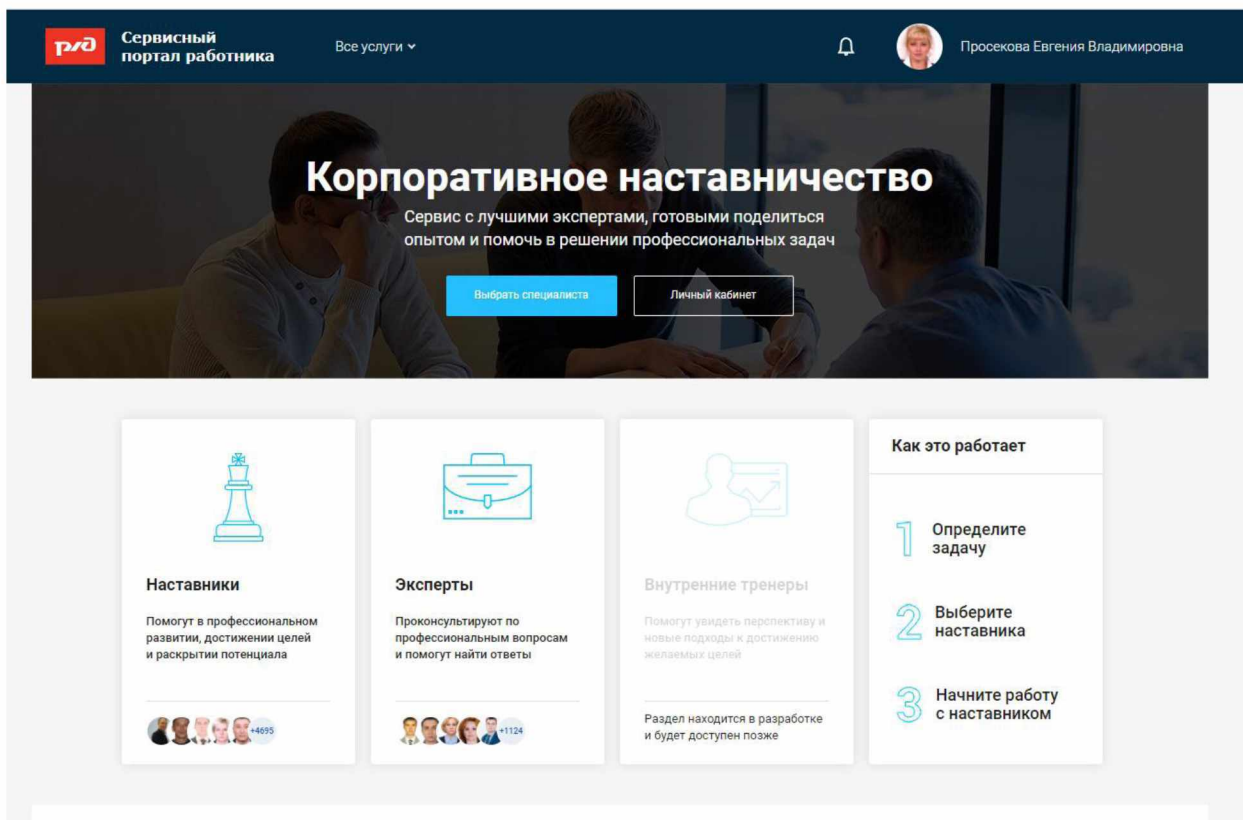 ржд
Сервисный
портал работника
Все услуги
Просекова Евгения Владимировна
Корпоративное наставничество
Сервис с лучшими экспертами, готовыми поделиться
опытом и помочь в решении профессиональных задач
Выбрать специалиста
Личный кабинет
Наставники
Помогут в профессиональном
развитии, достижении целей
и раскрытии потенциала
+4695
Эксперты
Проконсультируют по
профессиональным вопросам
и помогут найти ответы
+1124
Внутренние тренеры
Помогут увидеть перспективу и
новые подходы к достижению
желаемых целей
Раздел находится в разработке
и будет доступен позже
Как это работает
1 Определите
задачу
2 Выберите
наставника
3 Начните работу
с наставником